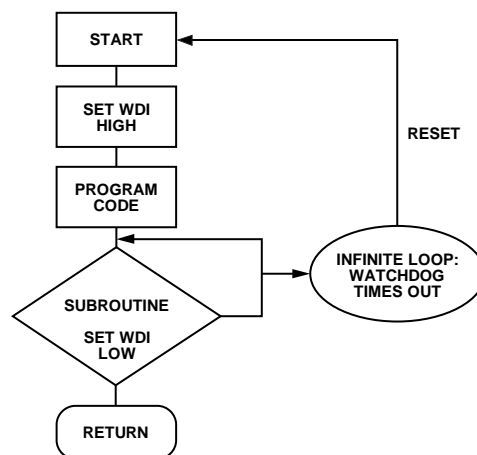 START
SET WDI
HIGH
RESET
PROGRAM
CODE
INFINITE LOOP:
WATCHDOG
TIMES OUT
SUBROUTINE
SET WDI
LOW
RETURN